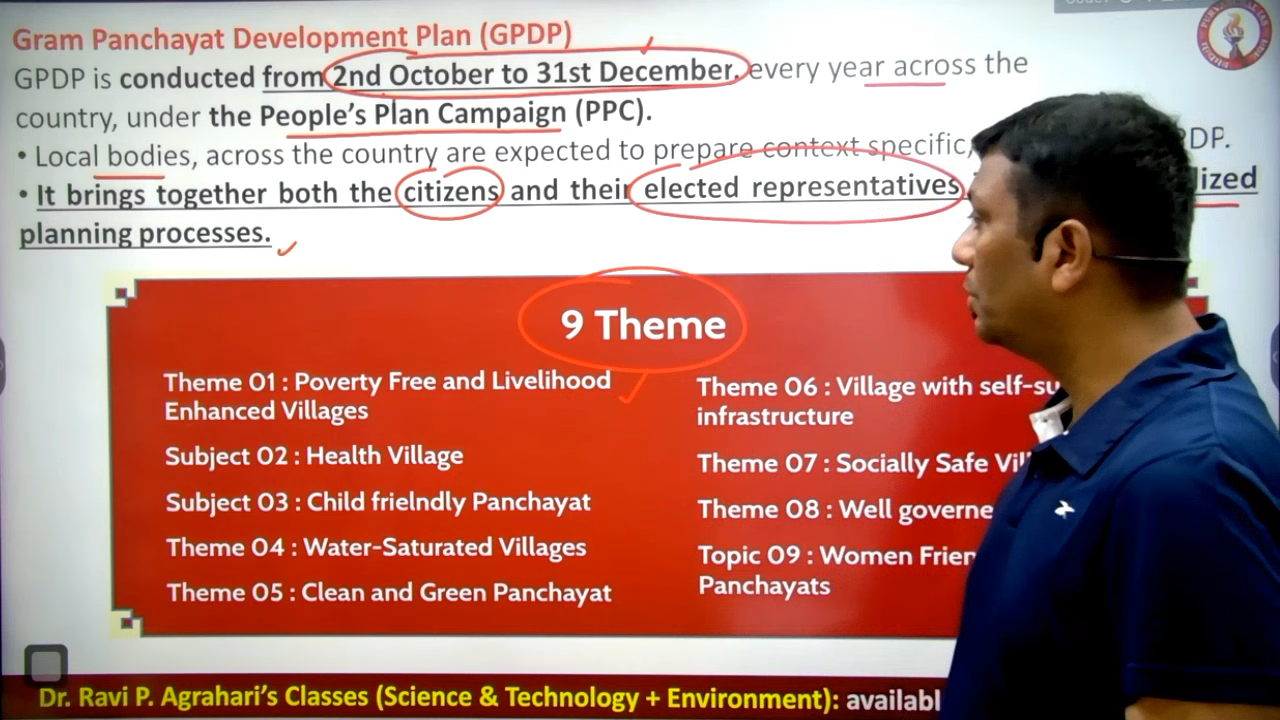 Gram Panchayat Development Plan (GPDP)
GPDP is conducted from 2nd October to 31st December. every year across the
country, under the People's Plan Campaign (PPC).
• Local bodies, across the country are expected to prepare context specific, PDP.
• It brings together both the citizens and their elected representatives lized
planning processes.
9 Theme
Theme 01 : Poverty Free and Livelihood
Enhanced Villages
Subject 02 : Health Village
Subject 03 : Child frielndly Panchayat
Theme 04 : Water-Saturated Villages
Theme 05 : Clean and Green Panchayat
Theme 06 : Village with self-su
infrastructure
Theme 07 : Socially Safe Vil
Theme 08 : Well governe
Topic 09 : Women Frien
Panchayats
Dr. Ravi P. Agrahari's Classes (Science & Technology + Environment): availabl